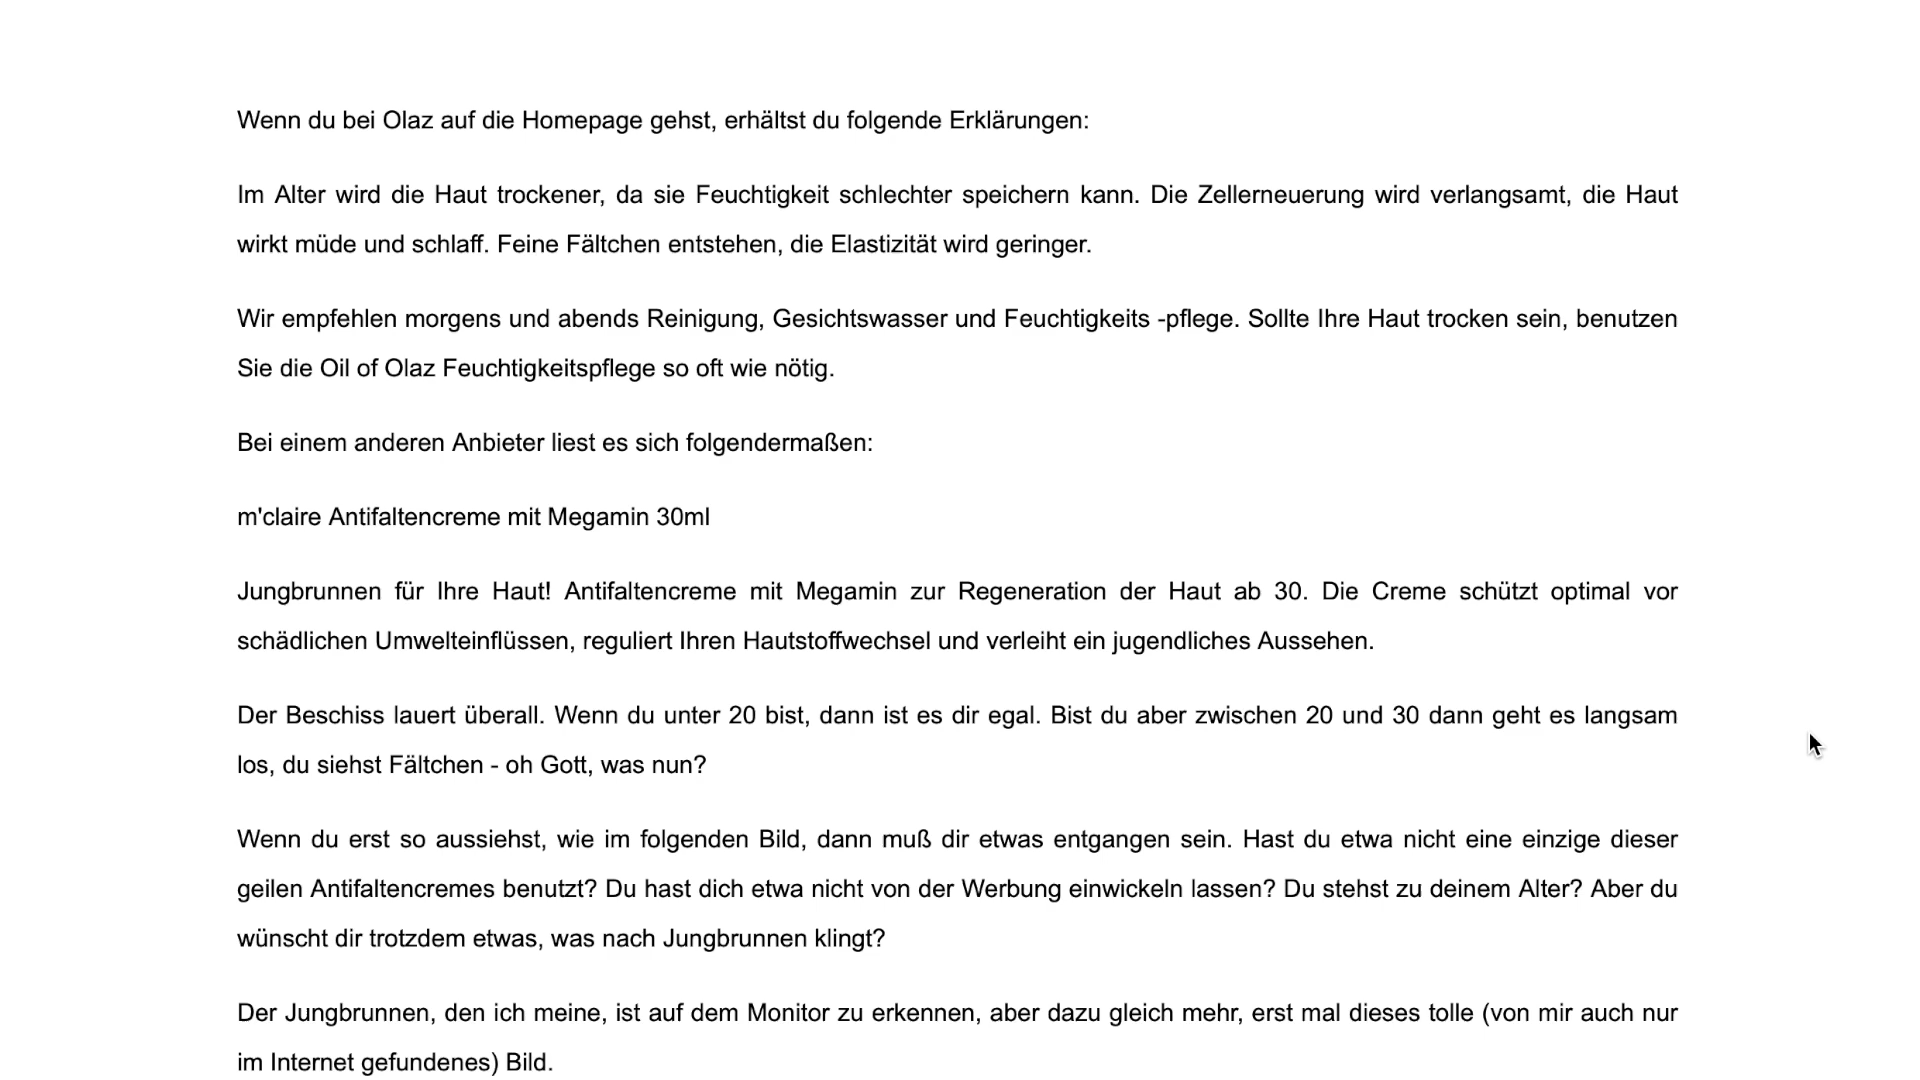 Wenn du bei Olaz auf die Homepage gehst, erhältst du folgende Erklärungen:
Im Alter wird die Haut trockener, da sie Feuchtigkeit schlechter speichern kann. Die Zellerneuerung wird verlangsamt, die Haut
wirkt müde und schlaff. Feine Fältchen entstehen, die Elastizität wird geringer.
Wir empfehlen morgens und abends Reinigung, Gesichtswasser und Feuchtigkeits -pflege. Sollte Ihre Haut trocken sein, benutzen
Sie die Oil of Olaz Feuchtigkeitspflege so oft wie nötig.
Bei einem anderen Anbieter liest es sich folgendermaßen:
m'claire Antifaltencreme mit Megamin 30ml
Jungbrunnen für Ihre Haut! Antifaltencreme mit Megamin zur Regeneration der Haut ab 30. Die Creme schützt optimal vor
schädlichen Umwelteinflüssen, reguliert Ihren Hautstoffwechsel und verleiht ein jugendliches Aussehen.
Der Beschiss lauert überall. Wenn du unter 20 bist, dann ist es dir egal. Bist du aber zwischen 20 und 30 dann geht es langsam
los, du siehst Fältchen - oh Gott, was nun?
Wenn du erst so aussiehst, wie im folgenden Bild, dann muß dir etwas entgangen sein. Hast du etwa nicht eine einzige dieser
geilen Antifaltencremes benutzt? Du hast dich etwa nicht von der Werbung einwickeln lassen? Du stehst zu deinem Alter? Aber du
wünscht dir trotzdem etwas, was nach Jungbrunnen klingt?
Der Jungbrunnen, den ich meine, ist auf dem Monitor zu erkennen, aber dazu gleich mehr, erst mal dieses tolle (von mir auch nur
im Internet gefundenes) Bild.